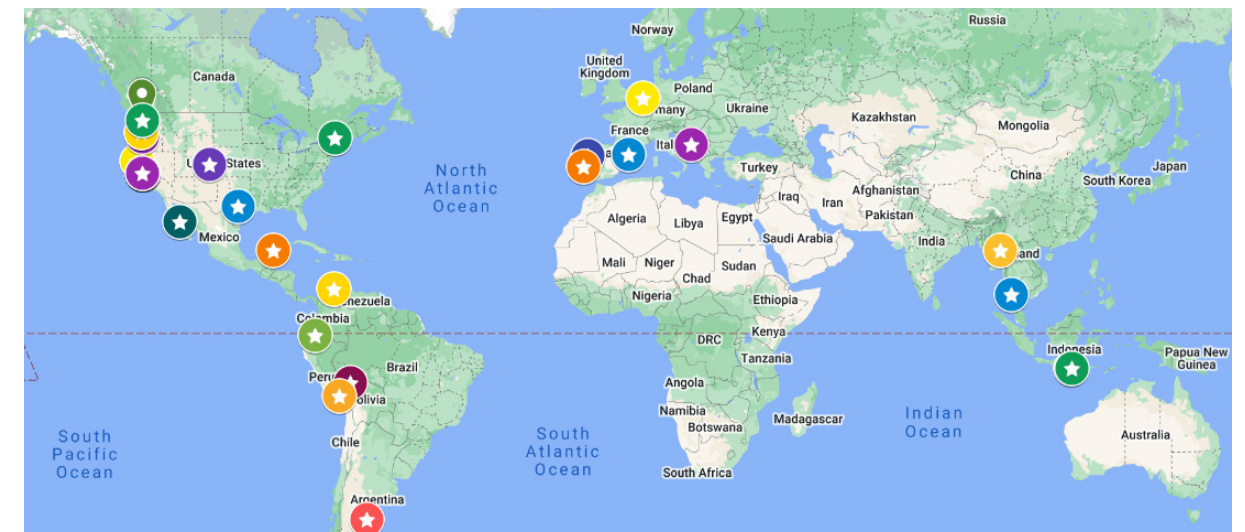 Russia
Norway
Canada
United
Kingdom
Poland
many
Ukraine
Kazakhstan
Mongolia
France
Ital
U
States
North
Atlantic
Ocean
Turkey
China
South Korea
Japan
Iraq
Iran
Afghanistan
Pakistan
Algeria
Libya
Egypt
Mexico
Saudi Arabia
India
and
Mali
Niger
Chad
Sudan
Nigeria
Ethiopia
nezuela
Colombia
DRC
Kenya
Tanzania
Indonesia
Papua New
Guinea
Brazil
Peru
olivia
Angola
Namibia
Botswana
Madagascar
Indian
Ocean
South
Pacific
Ocean
Chile
South
Atlantic
Ocean
Australia
South Africa
Argentina